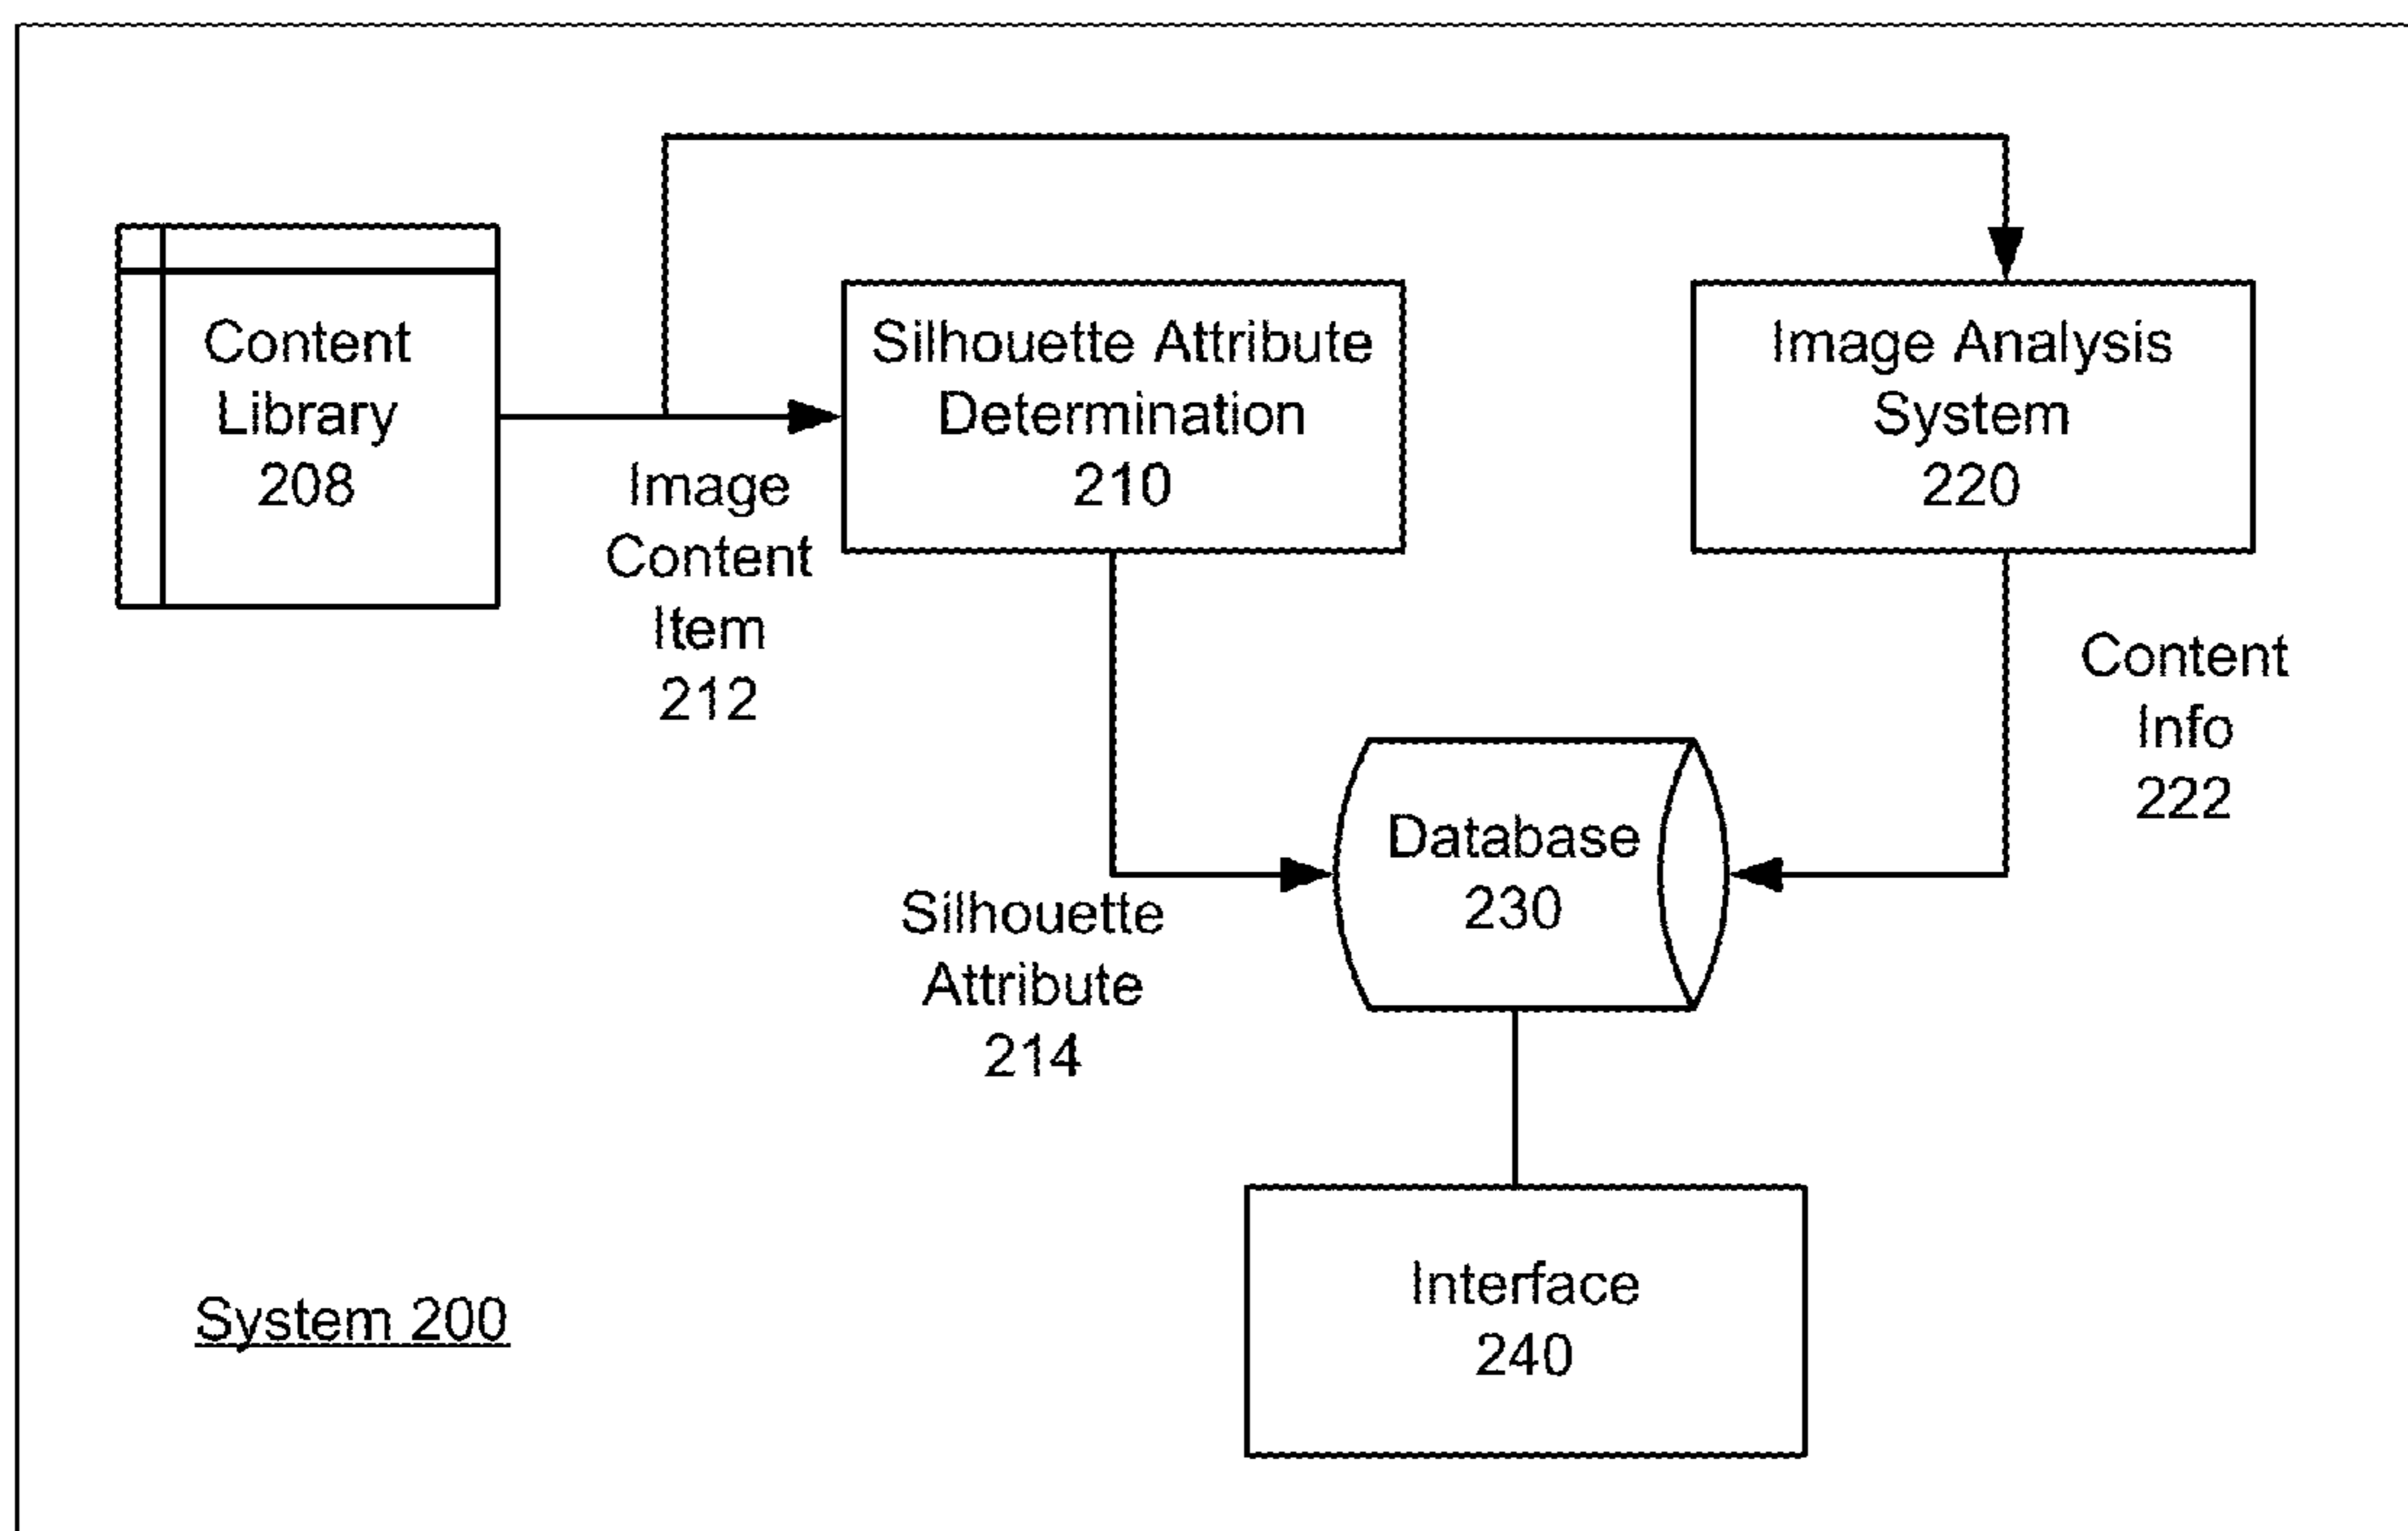 Content
Library
208
Image
Content
Item
212
Silhouette Attribute
Determination
210
Image Analysis
System
220
Content
Info
222
Silhouette
Attribute
214
Database
230
Interface
240
System 200